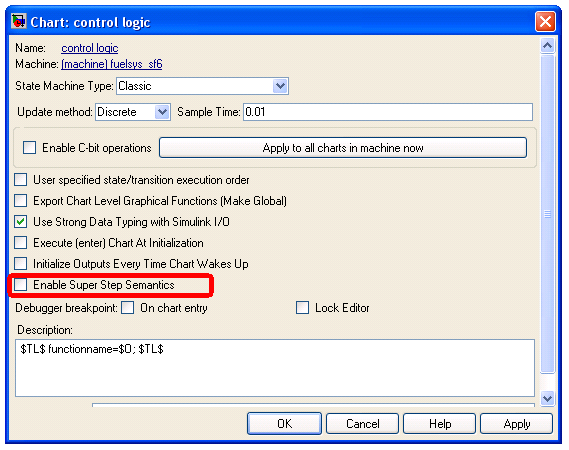 Chart: control logic
Name: control logic
Machine: (machine) fuelsys_sf6
State Machine Type: Classic
Update method: Discrete Sample Time: 0.01
Enable C-bit operations Apply to all charts in machine now
User specified state/transition execution order
Export Chart Level Graphical Functions (Make Global)
Use Strong Data Typing with Simulink I/O
Execute (enter) Chart At Initialization
Initialize Outputs Every Time Chart Wakes Up
Enable Super Step Semantics
Debugger breakpoint: On chart entry Lock Editor
Description:
$TL$ functionname=$O; $TL$
OK Cancel Help Apply